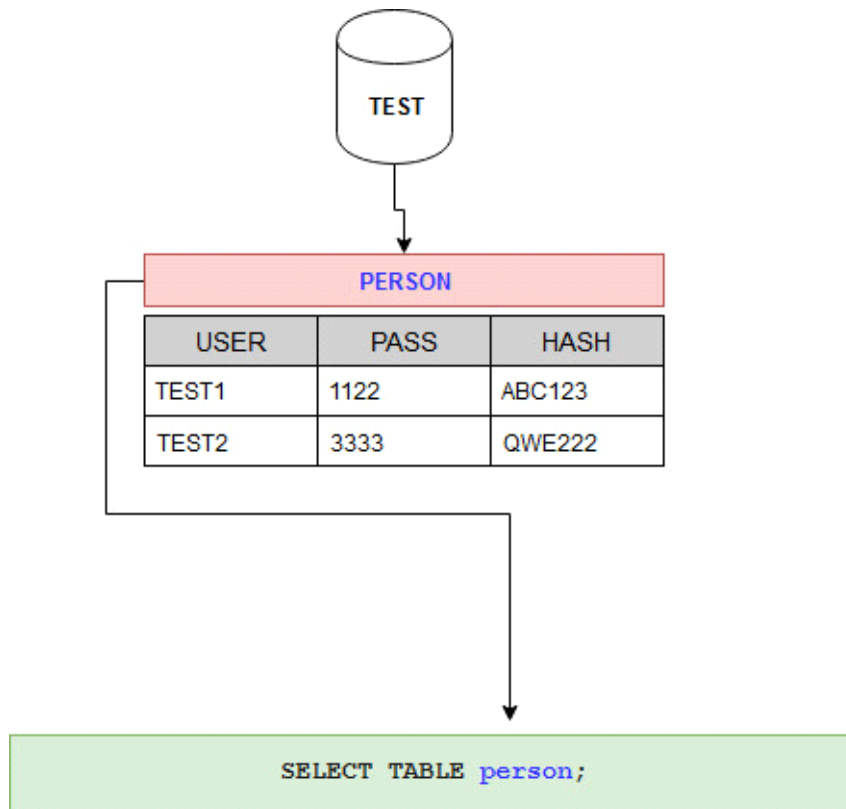 TEST
PERSON
USER PASS HASH
TEST1 1122 ABC123
TEST2 3333 QWE222
SELECT TABLE person;